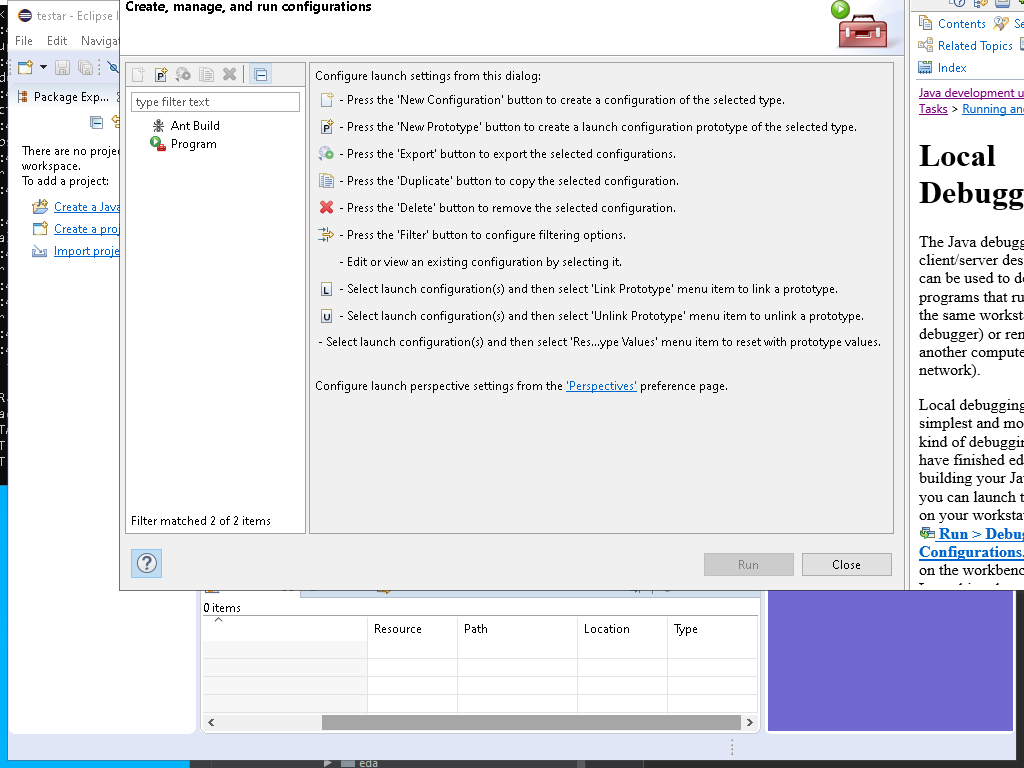 Create, manage, and run configurations
testar - Eclipse
File Edit Naviga
Package Exp...
There are no proje
workspace.
To add a project:
Create a Java
Create a proj
Import proje
type filter text
Ant Build
Program
Filter matched 2 of 2 items
Configure launch settings from this dialog:
- Press the 'New Configuration' button to create a configuration of the selected type.
- Press the 'New Prototype' button to create a launch configuration prototype of the selected type.
- Press the 'Export' button to export the selected configurations.
- Press the 'Duplicate' button to copy the selected configuration.
- Press the 'Delete' button to remove the selected configuration.
- Press the 'Filter' button to configure filtering options.
- Edit or view an existing configuration by selecting it.
L - Select launch configuration(s) and then select 'Link Prototype' menu item to link a prototype.
U - Select launch configuration(s) and then select 'Unlink Prototype' menu item to unlink a prototype.
- Select launch configuration(s) and then select 'Res...ype Values' menu item to reset with prototype values.
Configure launch perspective settings from the 'Perspectives' preference page.
Run Close
Contents Se
Related Topics
Index
Java development u
Tasks > Running and
Local
Debugg
The Java debugg
client/server des
can be used to de
programs that ru
the same worksta
debugger) or rem
another compute
network).
Local debugging
simplest and mo
kind of debuggin
have finished ed
building your Jav
you can launch t
on your worksta
Run > Debug
Configurations.
on the workbenc
0 items
Resource Path Location Type
eda